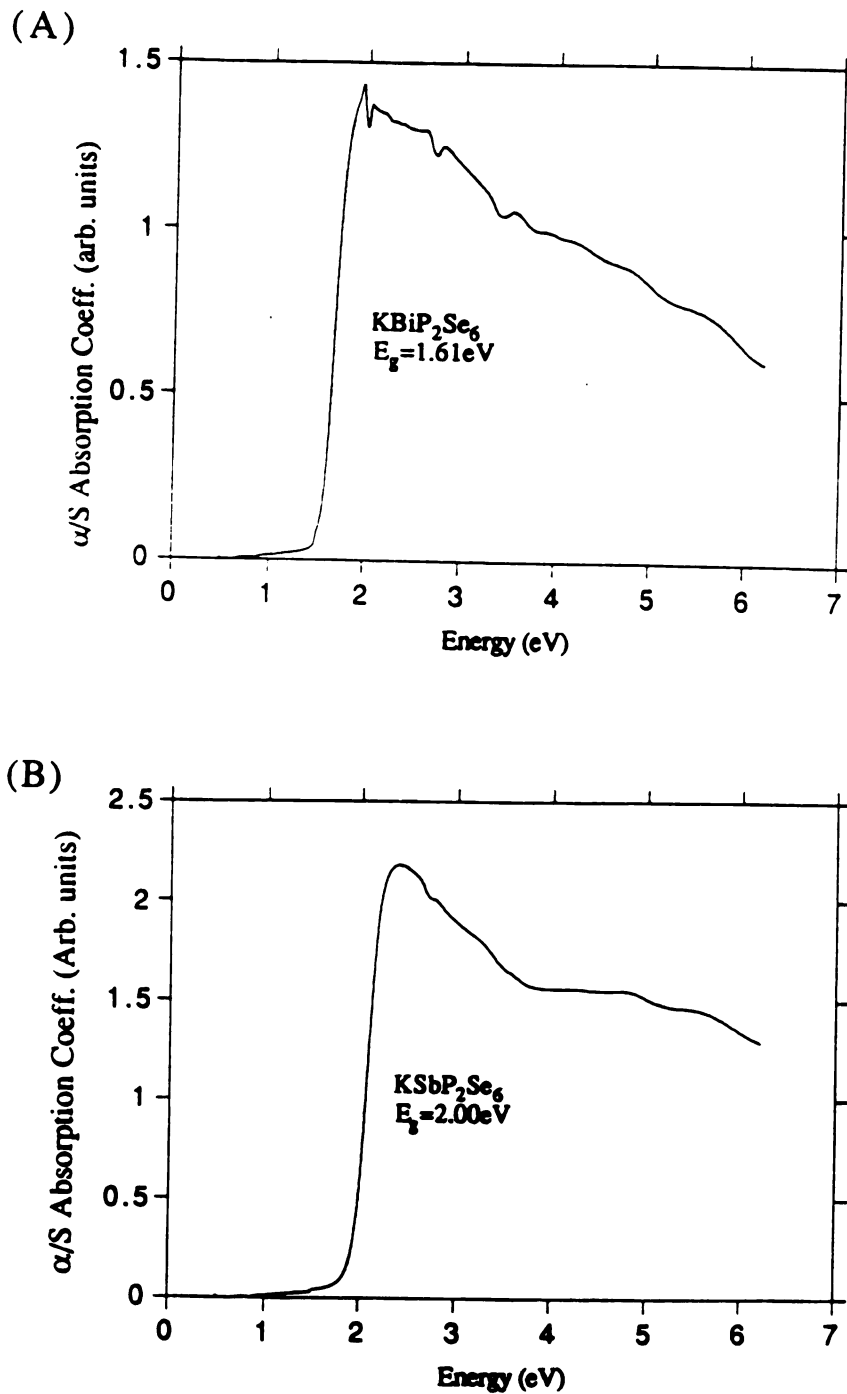 (A)
1.5
1
0.5
0
α/S Absorption Coeff. (arb. units)
KBiP₂Se₆
E_g=1.61eV
0 1 2 3 4 5 6 7
Energy (eV)
(B)
2.5
2
1.5
1
0.5
0
α/S Absorption Coeff. (Arb. units)
KSbP₂Se₆
E_g=2.00eV
0 1 2 3 4 5 6 7
Energy (eV)